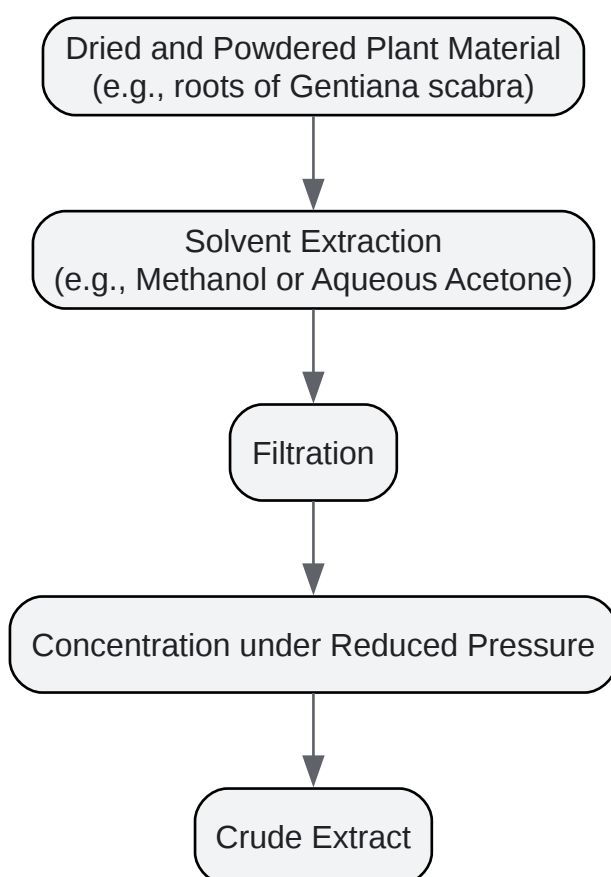 Dried and Powdered Plant Material
(e.g., roots of Gentiana scabra)
Solvent Extraction
(e.g., Methanol or Aqueous Acetone)
Filtration
Concentration under Reduced Pressure
Crude Extract